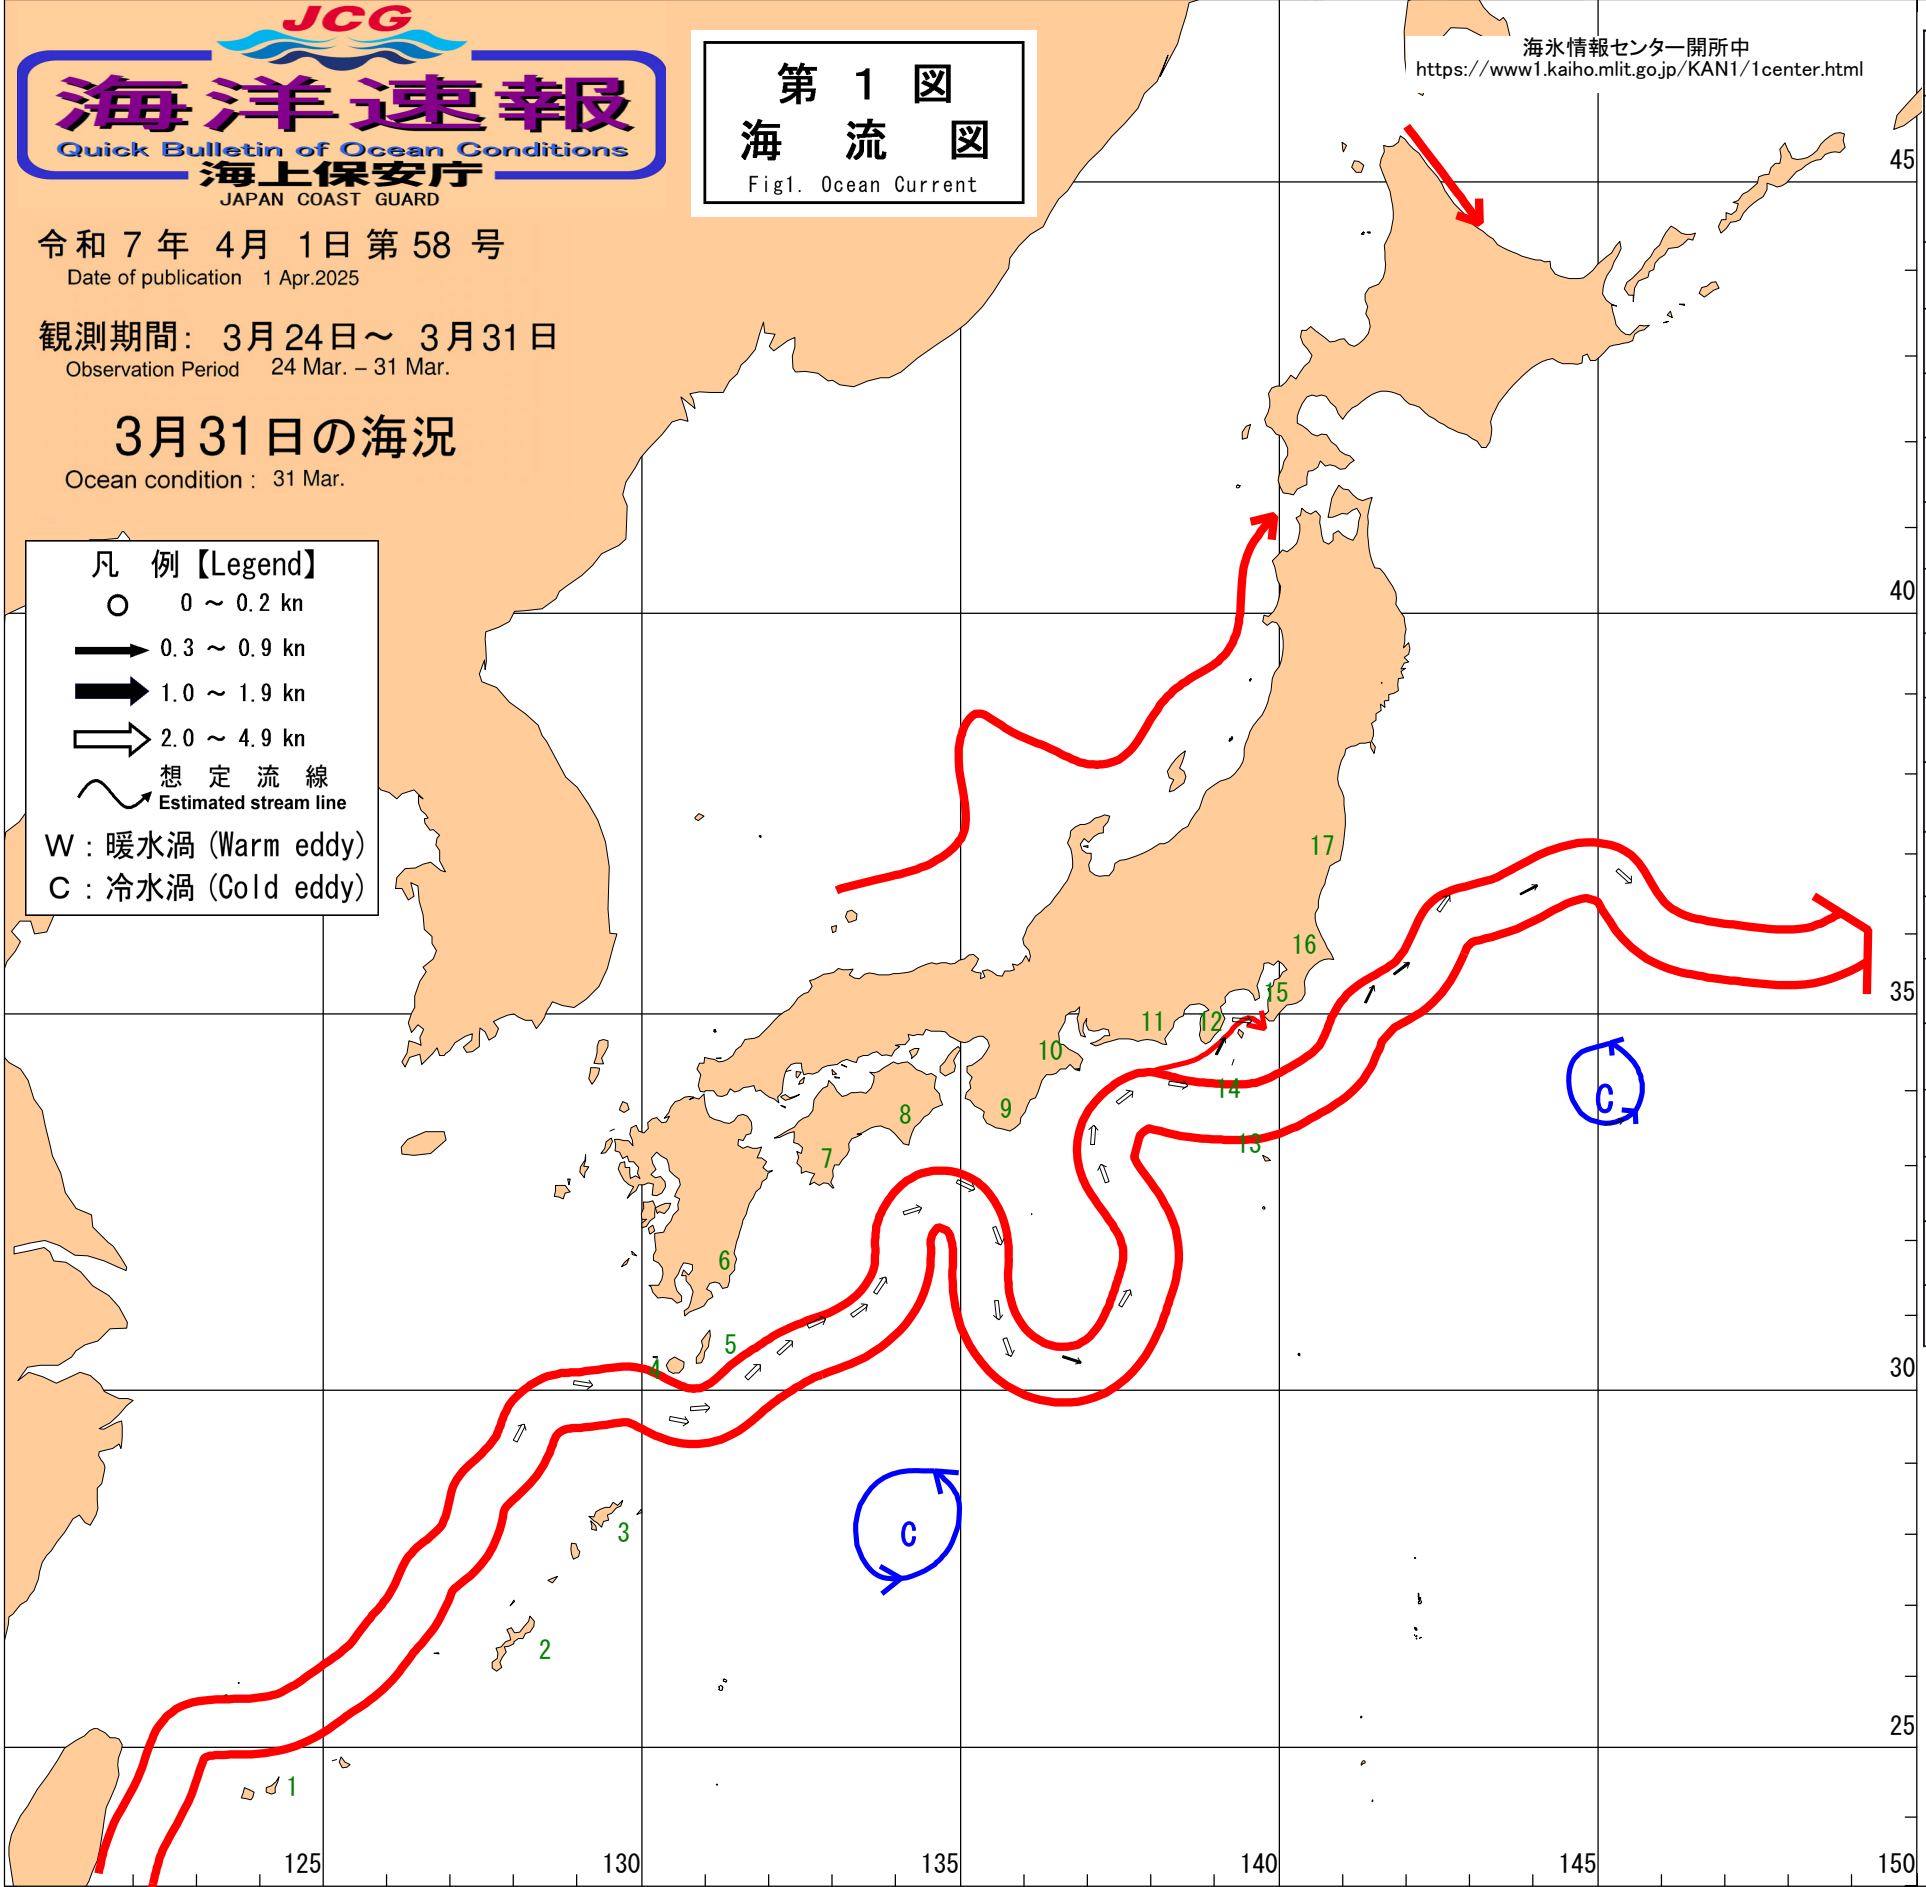 JCG
海洋速報
Quick Bulletin of Ocean Conditions
海上保安庁
JAPAN COAST GUARD
令和 7 年 4月 1日 第 58 号
Date of publication 1 Apr.2025
観測期間: 3月24日～ 3月31日
Observation Period 24 Mar. – 31 Mar.
3月31日の海況
Ocean condition : 31 Mar.
第 1 図
海 流 図
Fig1. Ocean Current
海氷情報センター開所中
https://www1.kaiho.mlit.go.jp/KAN1/1center.html
凡 例【Legend】
0 ～ 0.2 kn
0.3 ～ 0.9 kn
1.0 ～ 1.9 kn
2.0 ～ 4.9 kn
想 定 流 線
Estimated stream line
W : 暖水渦 (Warm eddy)
C : 冷水渦 (Cold eddy)
45
40
17
16
35
15
12
11
10
14
C
9
8
13
7
6
5
4
30
3
C
2
25
1
125
130
135
140
145
150